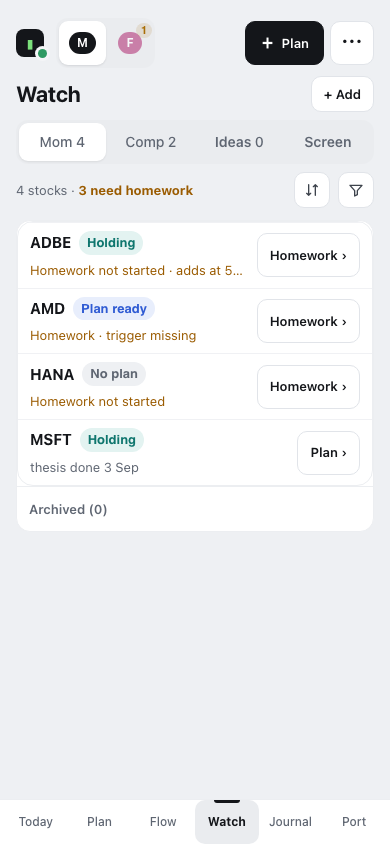 M F 1 + Plan •••
Watch + Add
Mom 4 Comp 2 Ideas 0 Screen
4 stocks · 3 need homework
ADBE Holding
Homework not started · adds at 5… Homework ›
AMD Plan ready
Homework · trigger missing Homework ›
HANA No plan
Homework not started Homework ›
MSFT Holding
thesis done 3 Sep Plan ›
Archived (0)
Today Plan Flow Watch Journal Port